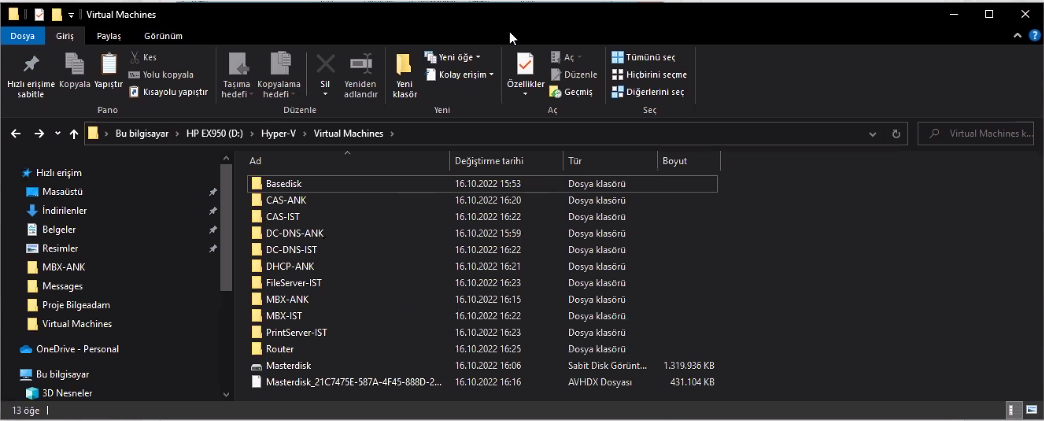 Virtual Machines
Dosya Giriş Paylaş Görünüm
Hızlı erişime sabitle
Kopyala
Yapıştır
Kes
Yolu kopyala
Kısayolu yapıştır
Pano
Taşıma hedefi
Kopyalama hedefi
Sil
Yeniden adlandır
Düzenle
Yeni klasör
Yeni öğe
Kolay erişim
Yeni
Özellikler
Aç
Düzenle
Geçmiş
Aç
Tümünü seç
Hiçbirini seçme
Diğerlerini seç
Seç
Bu bilgisayar > HP EX950 (D:) > Hyper-V > Virtual Machines >
Virtual Machines k...
Hızlı erişim
Masaüstü
İndirilenler
Belgeler
Resimler
MBX-ANK
Messages
Proje Bilgeadam
Virtual Machines
OneDrive - Personal
Bu bilgisayar
3D Nesneler
Ad Değiştirme tarihi Tür Boyut
Basedisk 16.10.2022 15:53 Dosya klasörü
CAS-ANK 16.10.2022 16:20 Dosya klasörü
CAS-IST 16.10.2022 16:22 Dosya klasörü
DC-DNS-ANK 16.10.2022 15:59 Dosya klasörü
DC-DNS-IST 16.10.2022 16:22 Dosya klasörü
DHCP-ANK 16.10.2022 16:21 Dosya klasörü
FileServer-IST 16.10.2022 16:23 Dosya klasörü
MBX-ANK 16.10.2022 16:15 Dosya klasörü
MBX-IST 16.10.2022 16:22 Dosya klasörü
PrintServer-IST 16.10.2022 16:23 Dosya klasörü
Router 16.10.2022 16:25 Dosya klasörü
Masterdisk 16.10.2022 16:06 Sabit Disk Görünt... 1.319.936 KB
Masterdisk_21C7475E-587A-4F45-888D-2... 16.10.2022 16:16 AVHDX Dosyası 431.104 KB
13 öğe